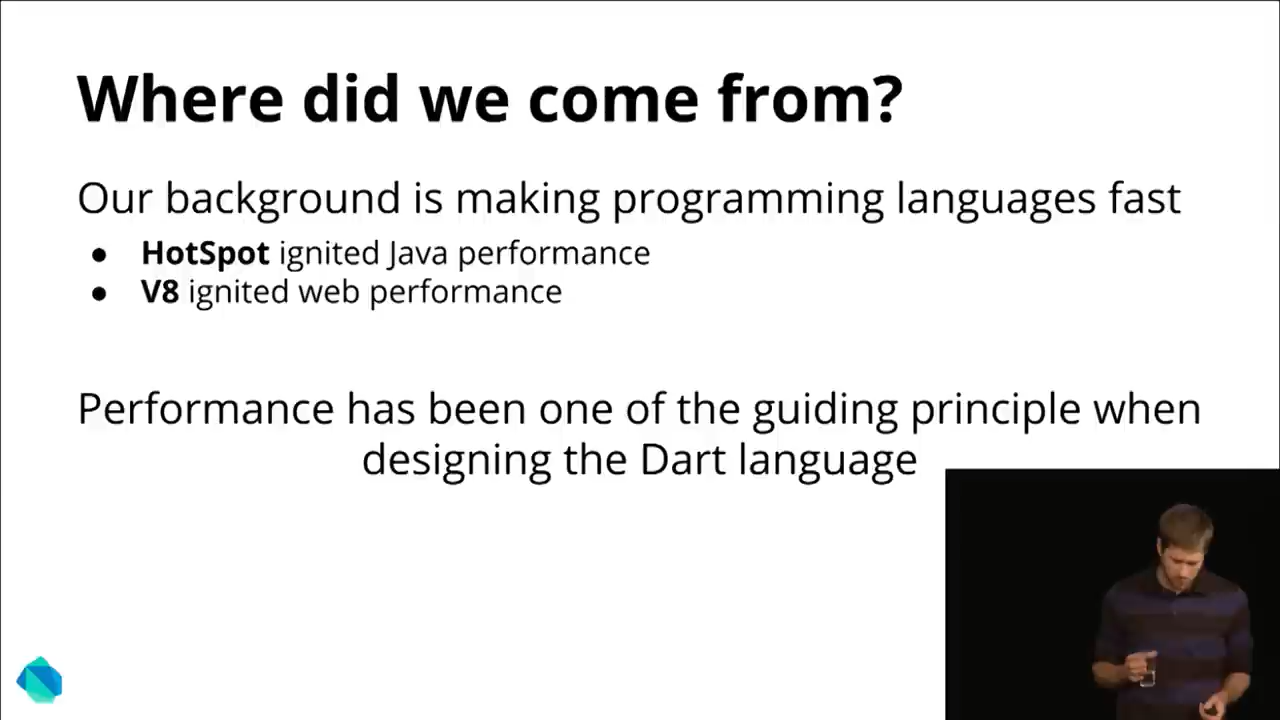 Where did we come from?
Our background is making programming languages fast
● HotSpot ignited Java performance
● V8 ignited web performance
Performance has been one of the guiding principle when
designing the Dart language